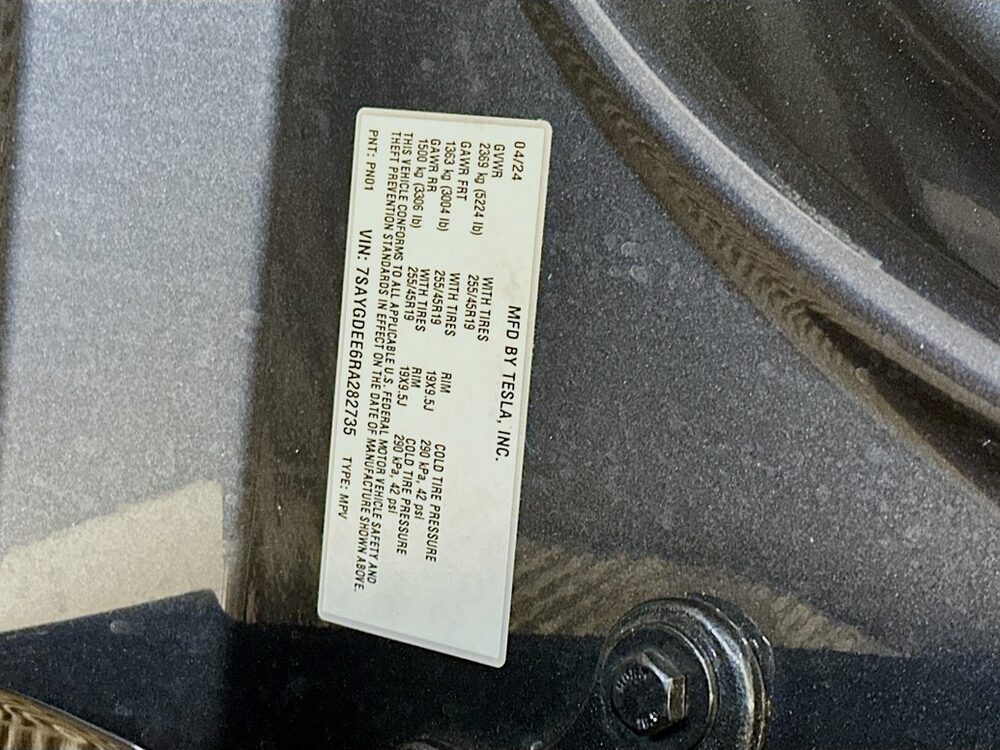 MFD BY TESLA, INC.
04/24
GVWR
2369 kg (5224 lb)
GAWR FRT WITH TIRES RIM COLD TIRE PRESSURE
1363 kg (3004 lb) 255/45R19 19X9.5J 290 kPa, 42 psi
GAWR RR WITH TIRES RIM COLD TIRE PRESSURE
1500 kg (3306 lb) 255/45R19 19X9.5J 290 kPa, 42 psi
THIS VEHICLE CONFORMS TO ALL APPLICABLE U.S. FEDERAL MOTOR VEHICLE SAFETY AND
THEFT PREVENTION STANDARDS IN EFFECT ON THE DATE OF MANUFACTURE SHOWN ABOVE.
PNT: PN01 VIN: 7SAYGDEE6RA282735 TYPE: MPV